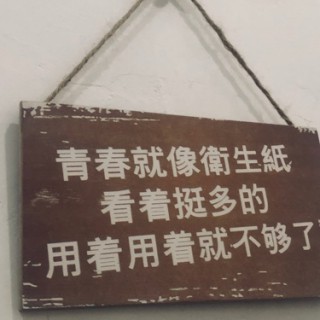 青春就像衛生紙
看着挺多的
用着用着就不够了